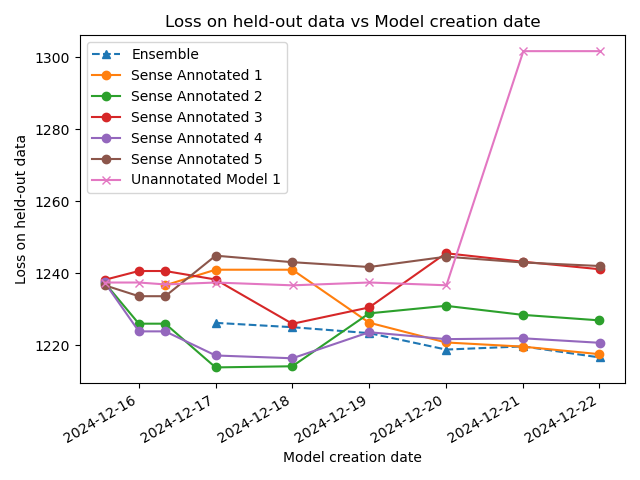 Loss on held-out data vs Model creation date
Ensemble
Sense Annotated 1
Sense Annotated 2
Sense Annotated 3
Sense Annotated 4
Sense Annotated 5
Unannotated Model 1
Loss on held-out data
1300
1280
1260
1240
1220
2024-12-16
2024-12-17
2024-12-18
2024-12-19
2024-12-20
2024-12-21
2024-12-22
Model creation date